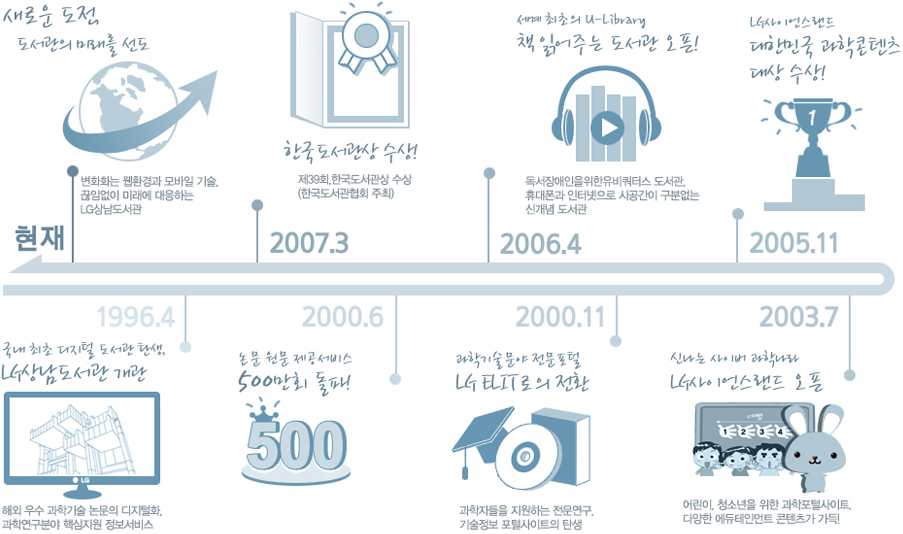 새로운 도전,
도서관의 미래를 선도
변화하는 웹환경과 모바일 기술,
끊임없이 미래에 대응하는
LG상남도서관
현재
한국도서관상 수상!
제39회,한국도서관상 수상
(한국도서관협회 주최)
2007.3
세계 최초의 U-Library
책 읽어주는 도서관 오픈!
독서장애인을위한유비쿼터스 도서관,
휴대폰과 인터넷으로 시공간이 구분없는
신개념 도서관
2006.4
LG사이언스랜드
대한민국 과학콘텐츠
대상 수상!
1
2005.11
1996.4
국내 최초 디지털 도서관 탄생,
LG상남도서관 개관
LG
해외 우수 과학기술 논문의 디지털화,
과학연구분야 핵심지원 정보서비스
2000.6
논문 원문 제공서비스
500만회 돌파!
500
2000.11
과학기술분야 전문포털
LG ELIT로의 전환
과학자들을 지원하는 전문연구,
기술정보 포털사이트의 탄생
2003.7
신나는 사이버 과학나라
LG사이언스랜드 오픈
1 2 3 4
어린이, 청소년을 위한 과학포털사이트,
다양한 에듀테인먼트 콘텐츠가 가득!